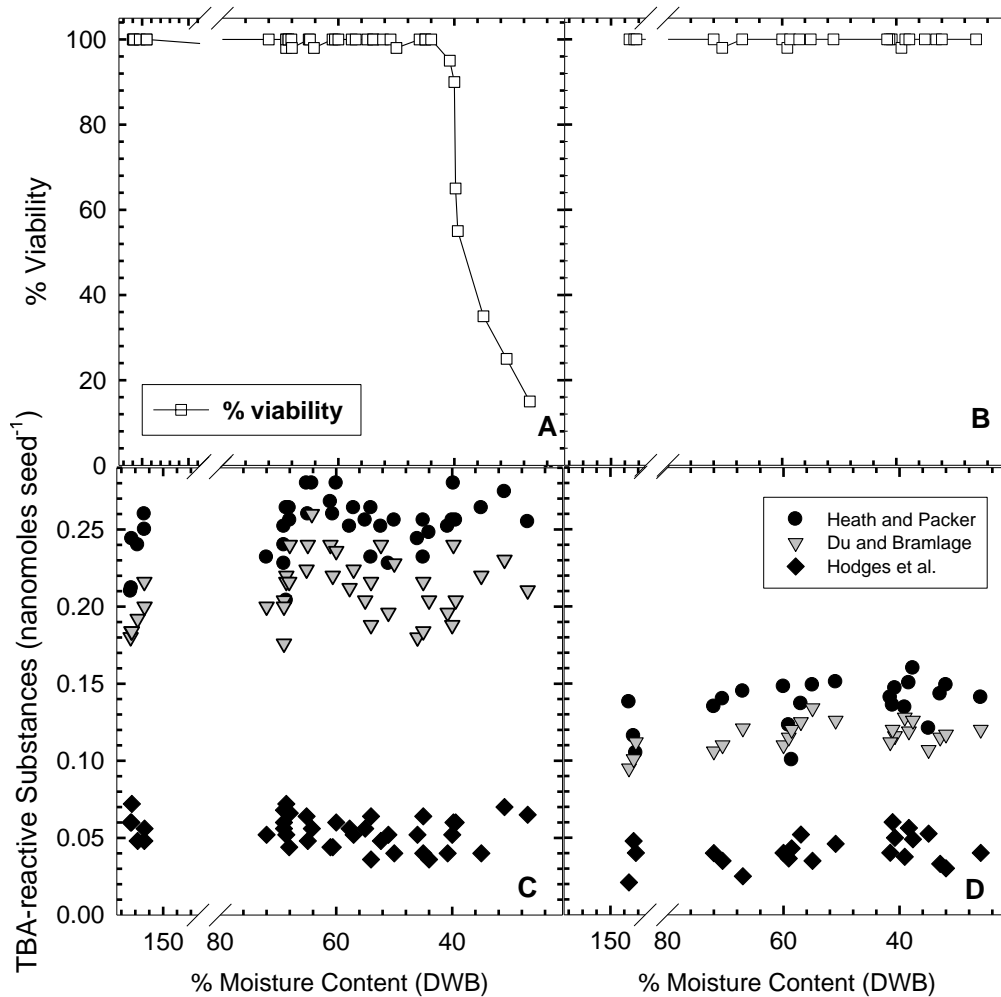 % Viability
100
80
60
40
20
0
% viability
A
B
TBA-reactive Substances (nanomoles seed⁻¹)
0.25
0.20
0.15
0.10
0.05
0.00
C
Heath and Packer
Du and Bramlage
Hodges et al.
D
150 80 60 40
150 80 60 40
% Moisture Content (DWB)
% Moisture Content (DWB)